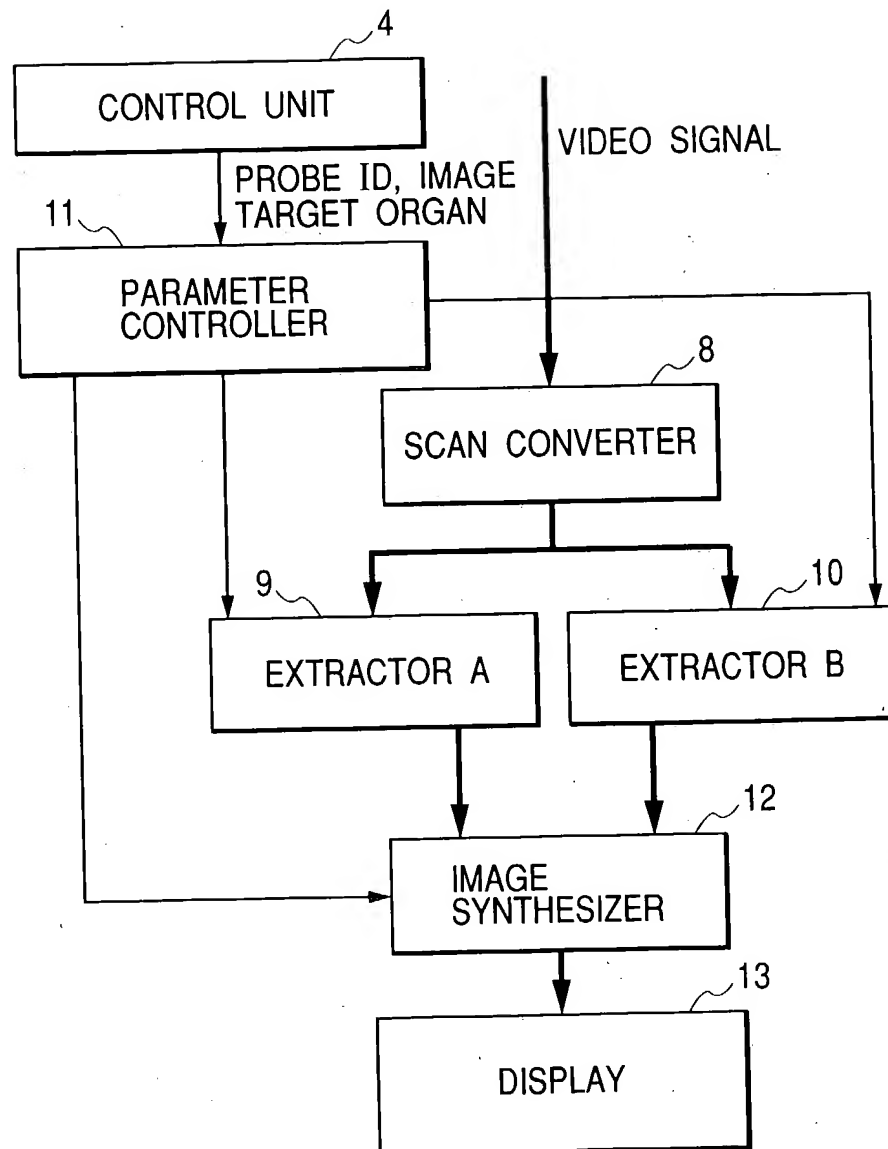 4
CONTROL UNIT
VIDEO SIGNAL
PROBE ID, IMAGE
TARGET ORGAN
11
PARAMETER
CONTROLLER
8
SCAN CONVERTER
9
EXTRACTOR A
10
EXTRACTOR B
12
IMAGE
SYNTHESIZER
13
DISPLAY